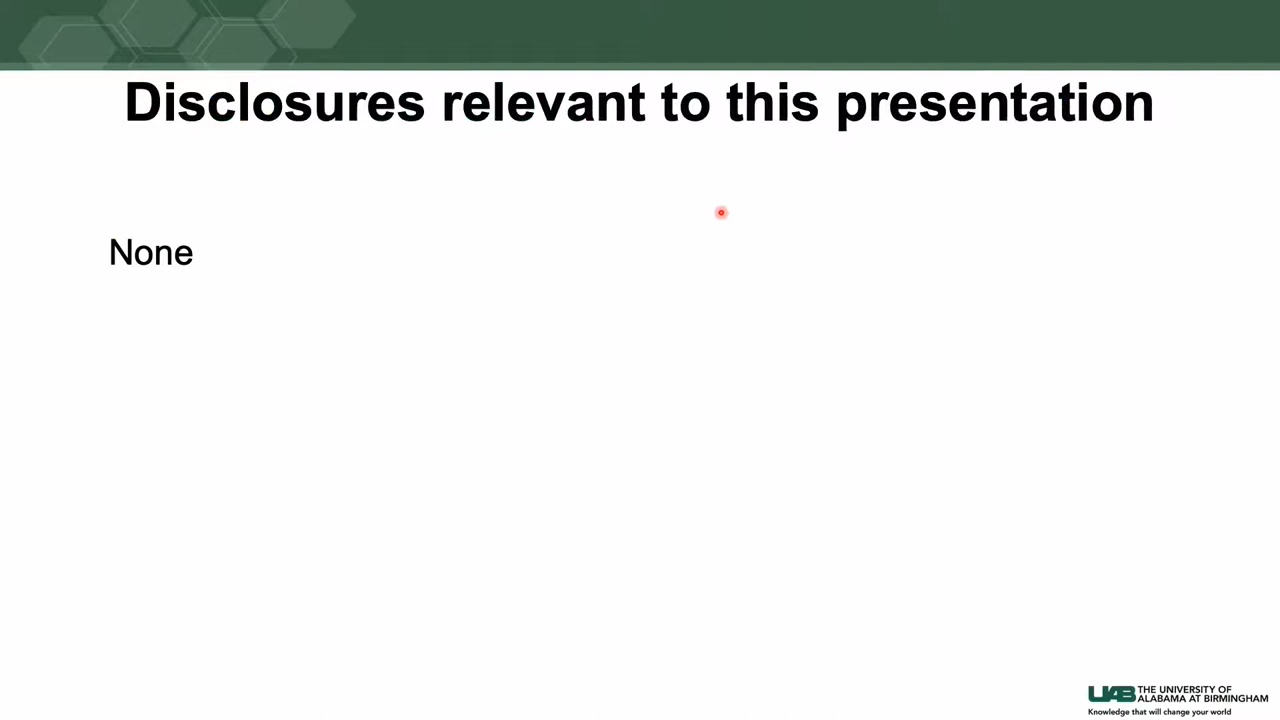 Disclosures relevant to this presentation
None
UAB THE UNIVERSITY OF
ALABAMA AT BIRMINGHAM
Knowledge that will change your world